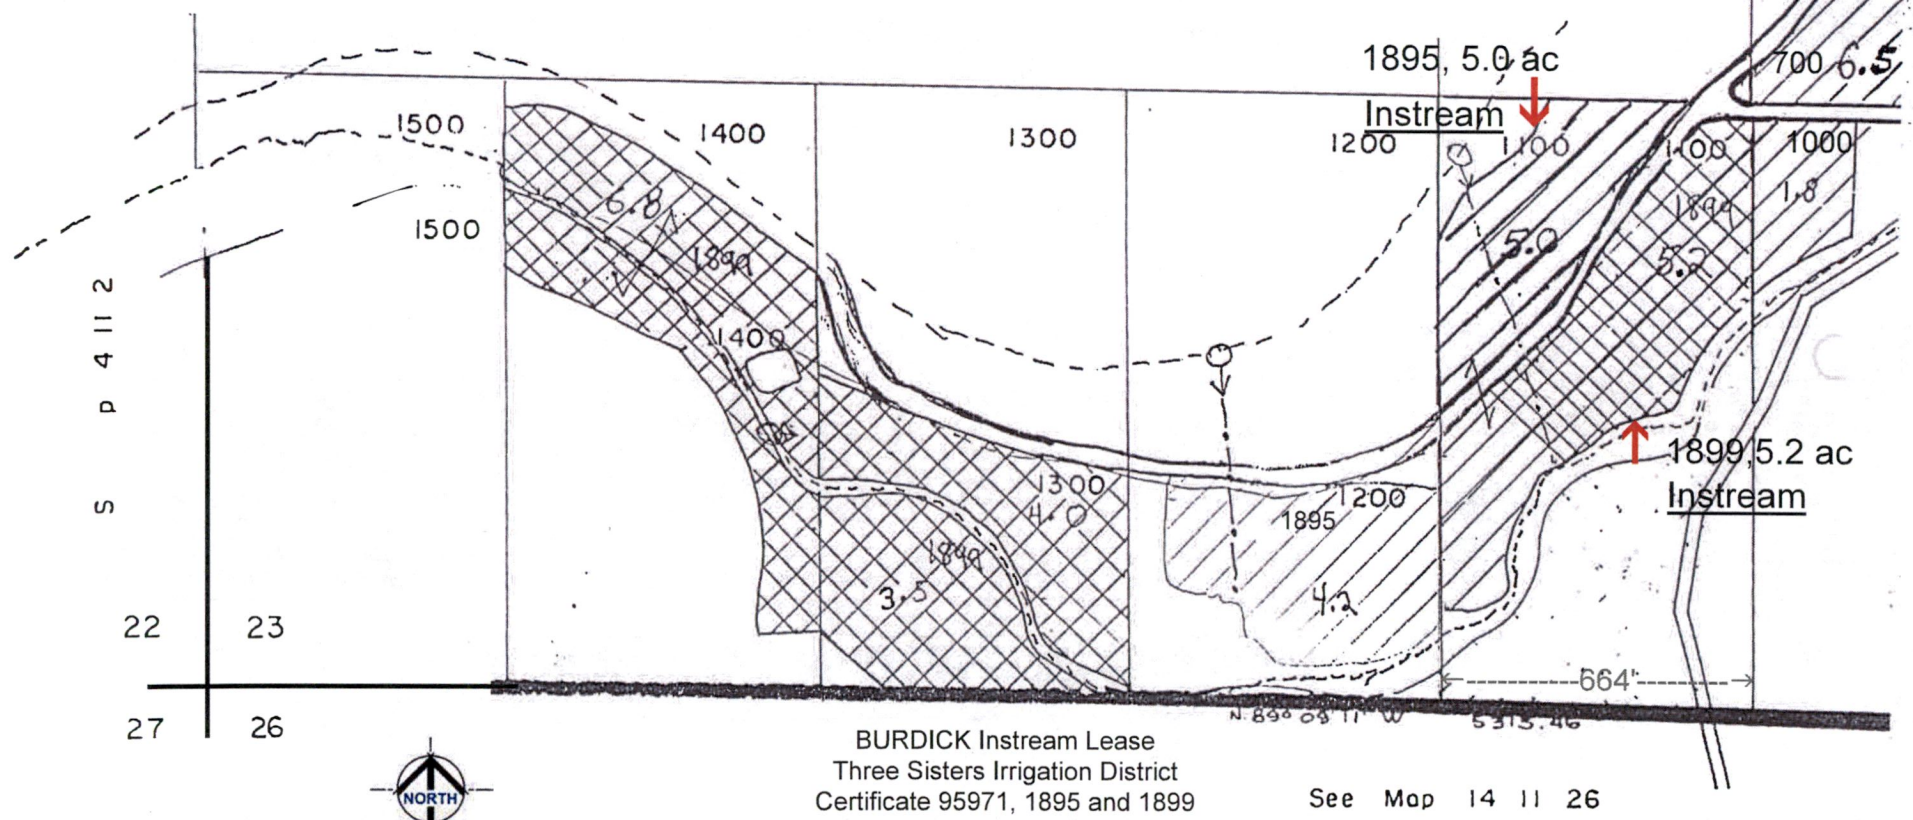 1895, 5.0 ac
Instream
700 6.5
1500
1400
1300
1200
1100
1100
1000
6.8
1899
5.0
1899
5.2
1.8
1500
1400
1899, 5.2 ac
Instream
1300
4.0
1200
1895
1899
3.5
4.2
S P 4 11 2
22 23
27 26
664'
N 89° 09' 11" W 5313.46
NORTH
BURDICK Instream Lease
Three Sisters Irrigation District
Certificate 95971, 1895 and 1899
See Map 14 11 26